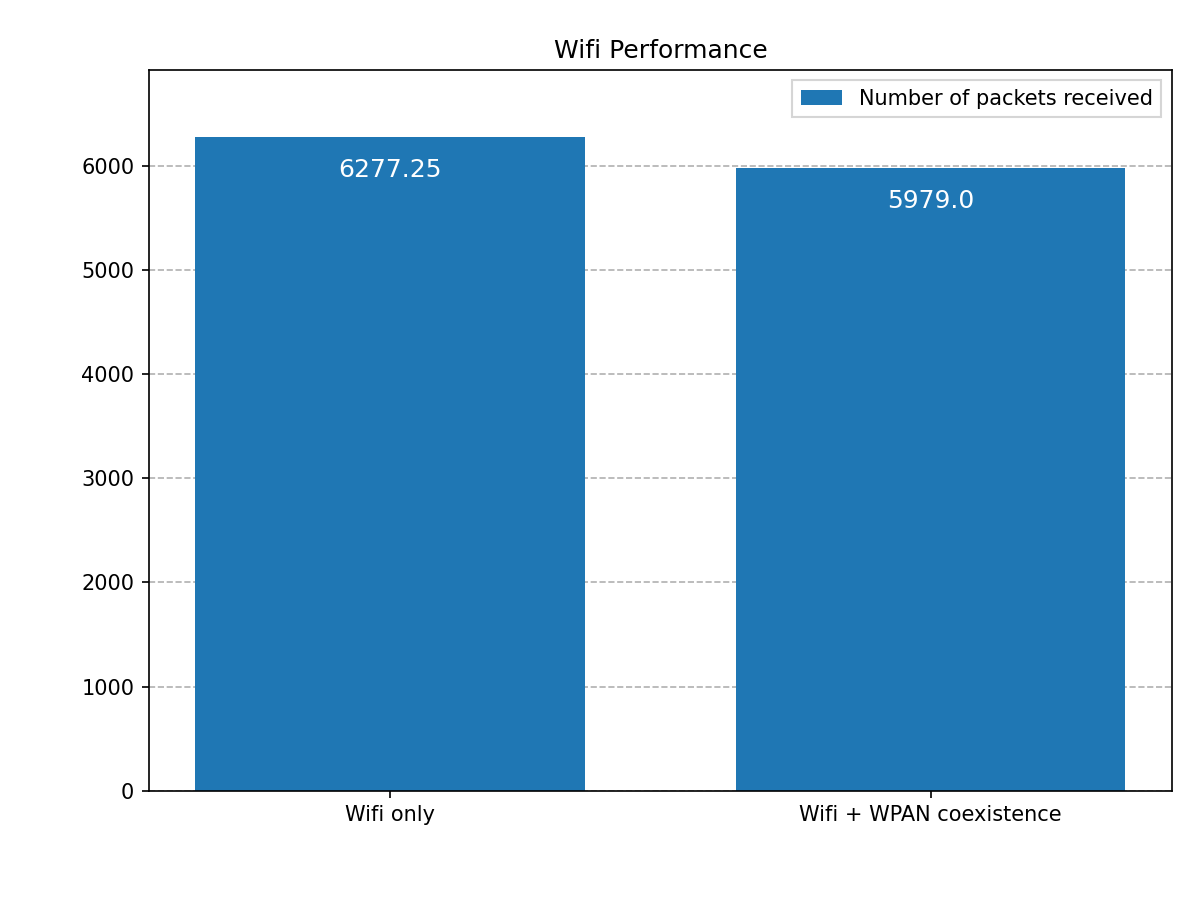 Wifi Performance
Number of packets received
6277.25
5979.0
6000
5000
4000
3000
2000
1000
0
Wifi only
Wifi + WPAN coexistence